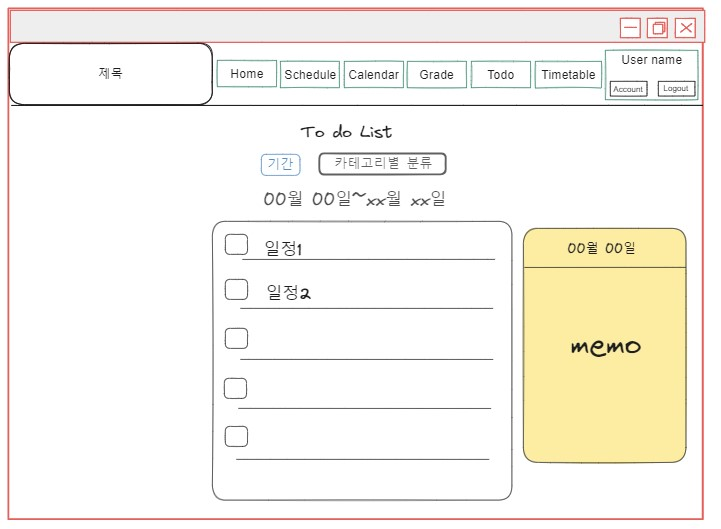 제목
Home Schedule Calendar Grade Todo Timetable
User name
Account Logout
To do List
기간 카테고리별 분류
00월 00일~xx월 xx일
일정1
일정2
00월 00일
memo